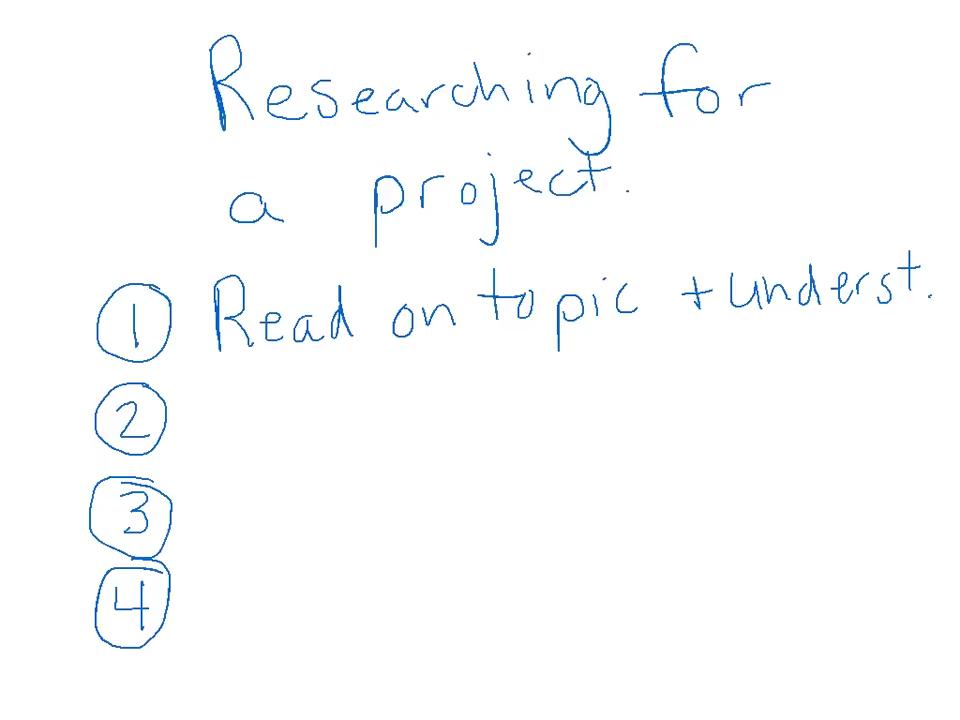 Researching for
a project.
① Read on topic + underst.
②
③
④